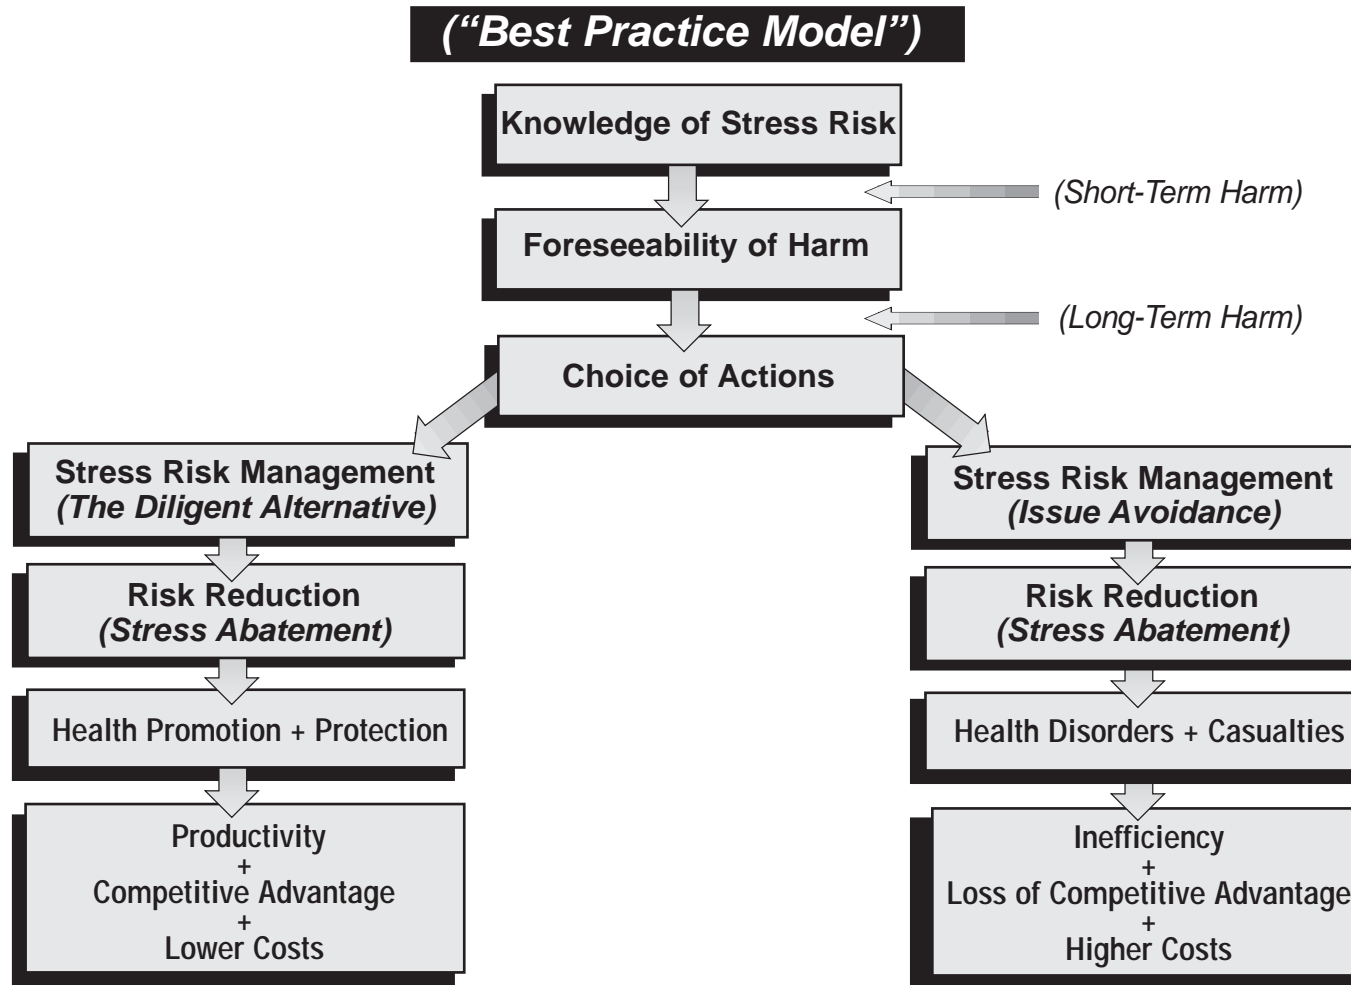 (“Best Practice Model”)
Knowledge of Stress Risk
(Short-Term Harm)
Foreseeability of Harm
(Long-Term Harm)
Choice of Actions
Stress Risk Management
(The Diligent Alternative)
Risk Reduction
(Stress Abatement)
Health Promotion + Protection
Productivity
+
Competitive Advantage
+
Lower Costs
Stress Risk Management
(Issue Avoidance)
Risk Reduction
(Stress Abatement)
Health Disorders + Casualties
Inefficiency
+
Loss of Competitive Advantage
+
Higher Costs